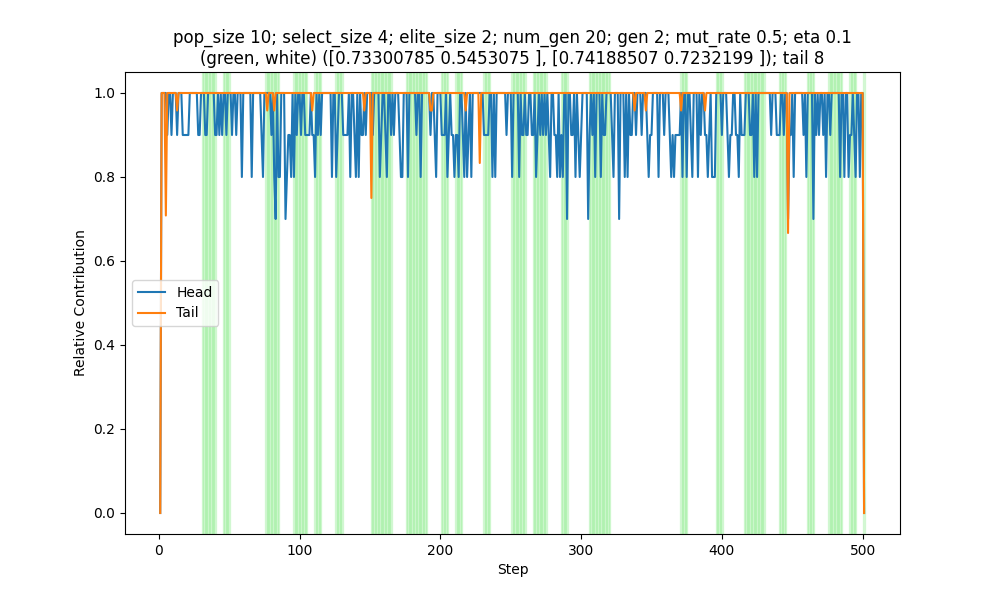 pop_size 10; select_size 4; elite_size 2; num_gen 20; gen 2; mut_rate 0.5; eta 0.1
(green, white) ([0.73300785 0.5453075 ], [0.74188507 0.7232199 ]); tail 8
1.0
0.8
0.6
0.4
0.2
0.0
Relative Contribution
Head
Tail
0
100
200
300
400
500
Step